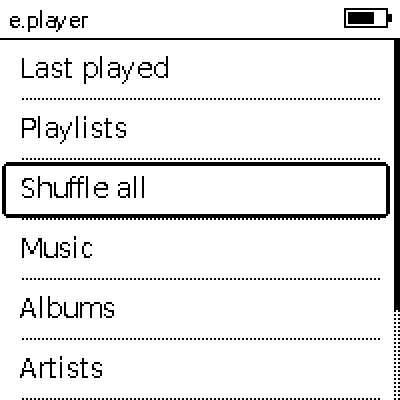 e.player
Last played
Playlists
Shuffle all
Music
Albums
Artists